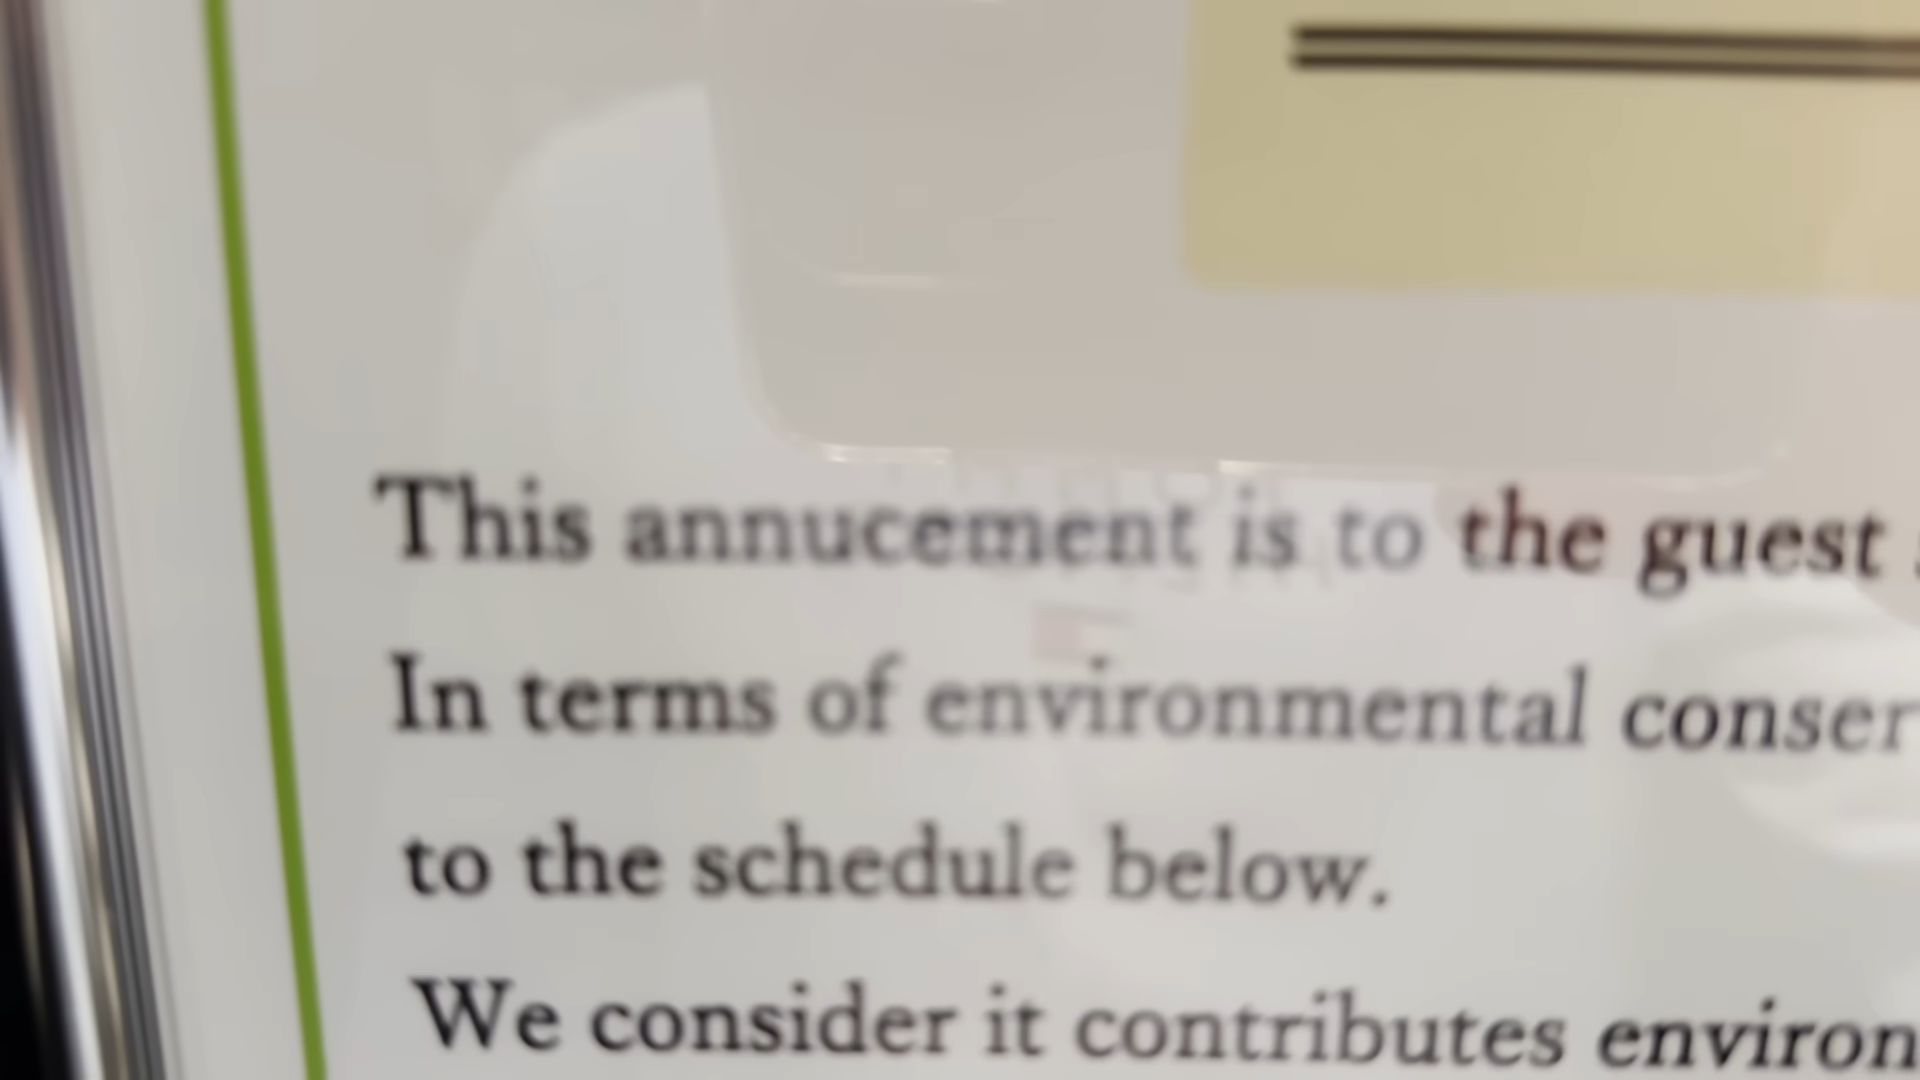 This annucement is to the guest
In terms of environmental conser
to the schedule below.
We consider it contributes environ